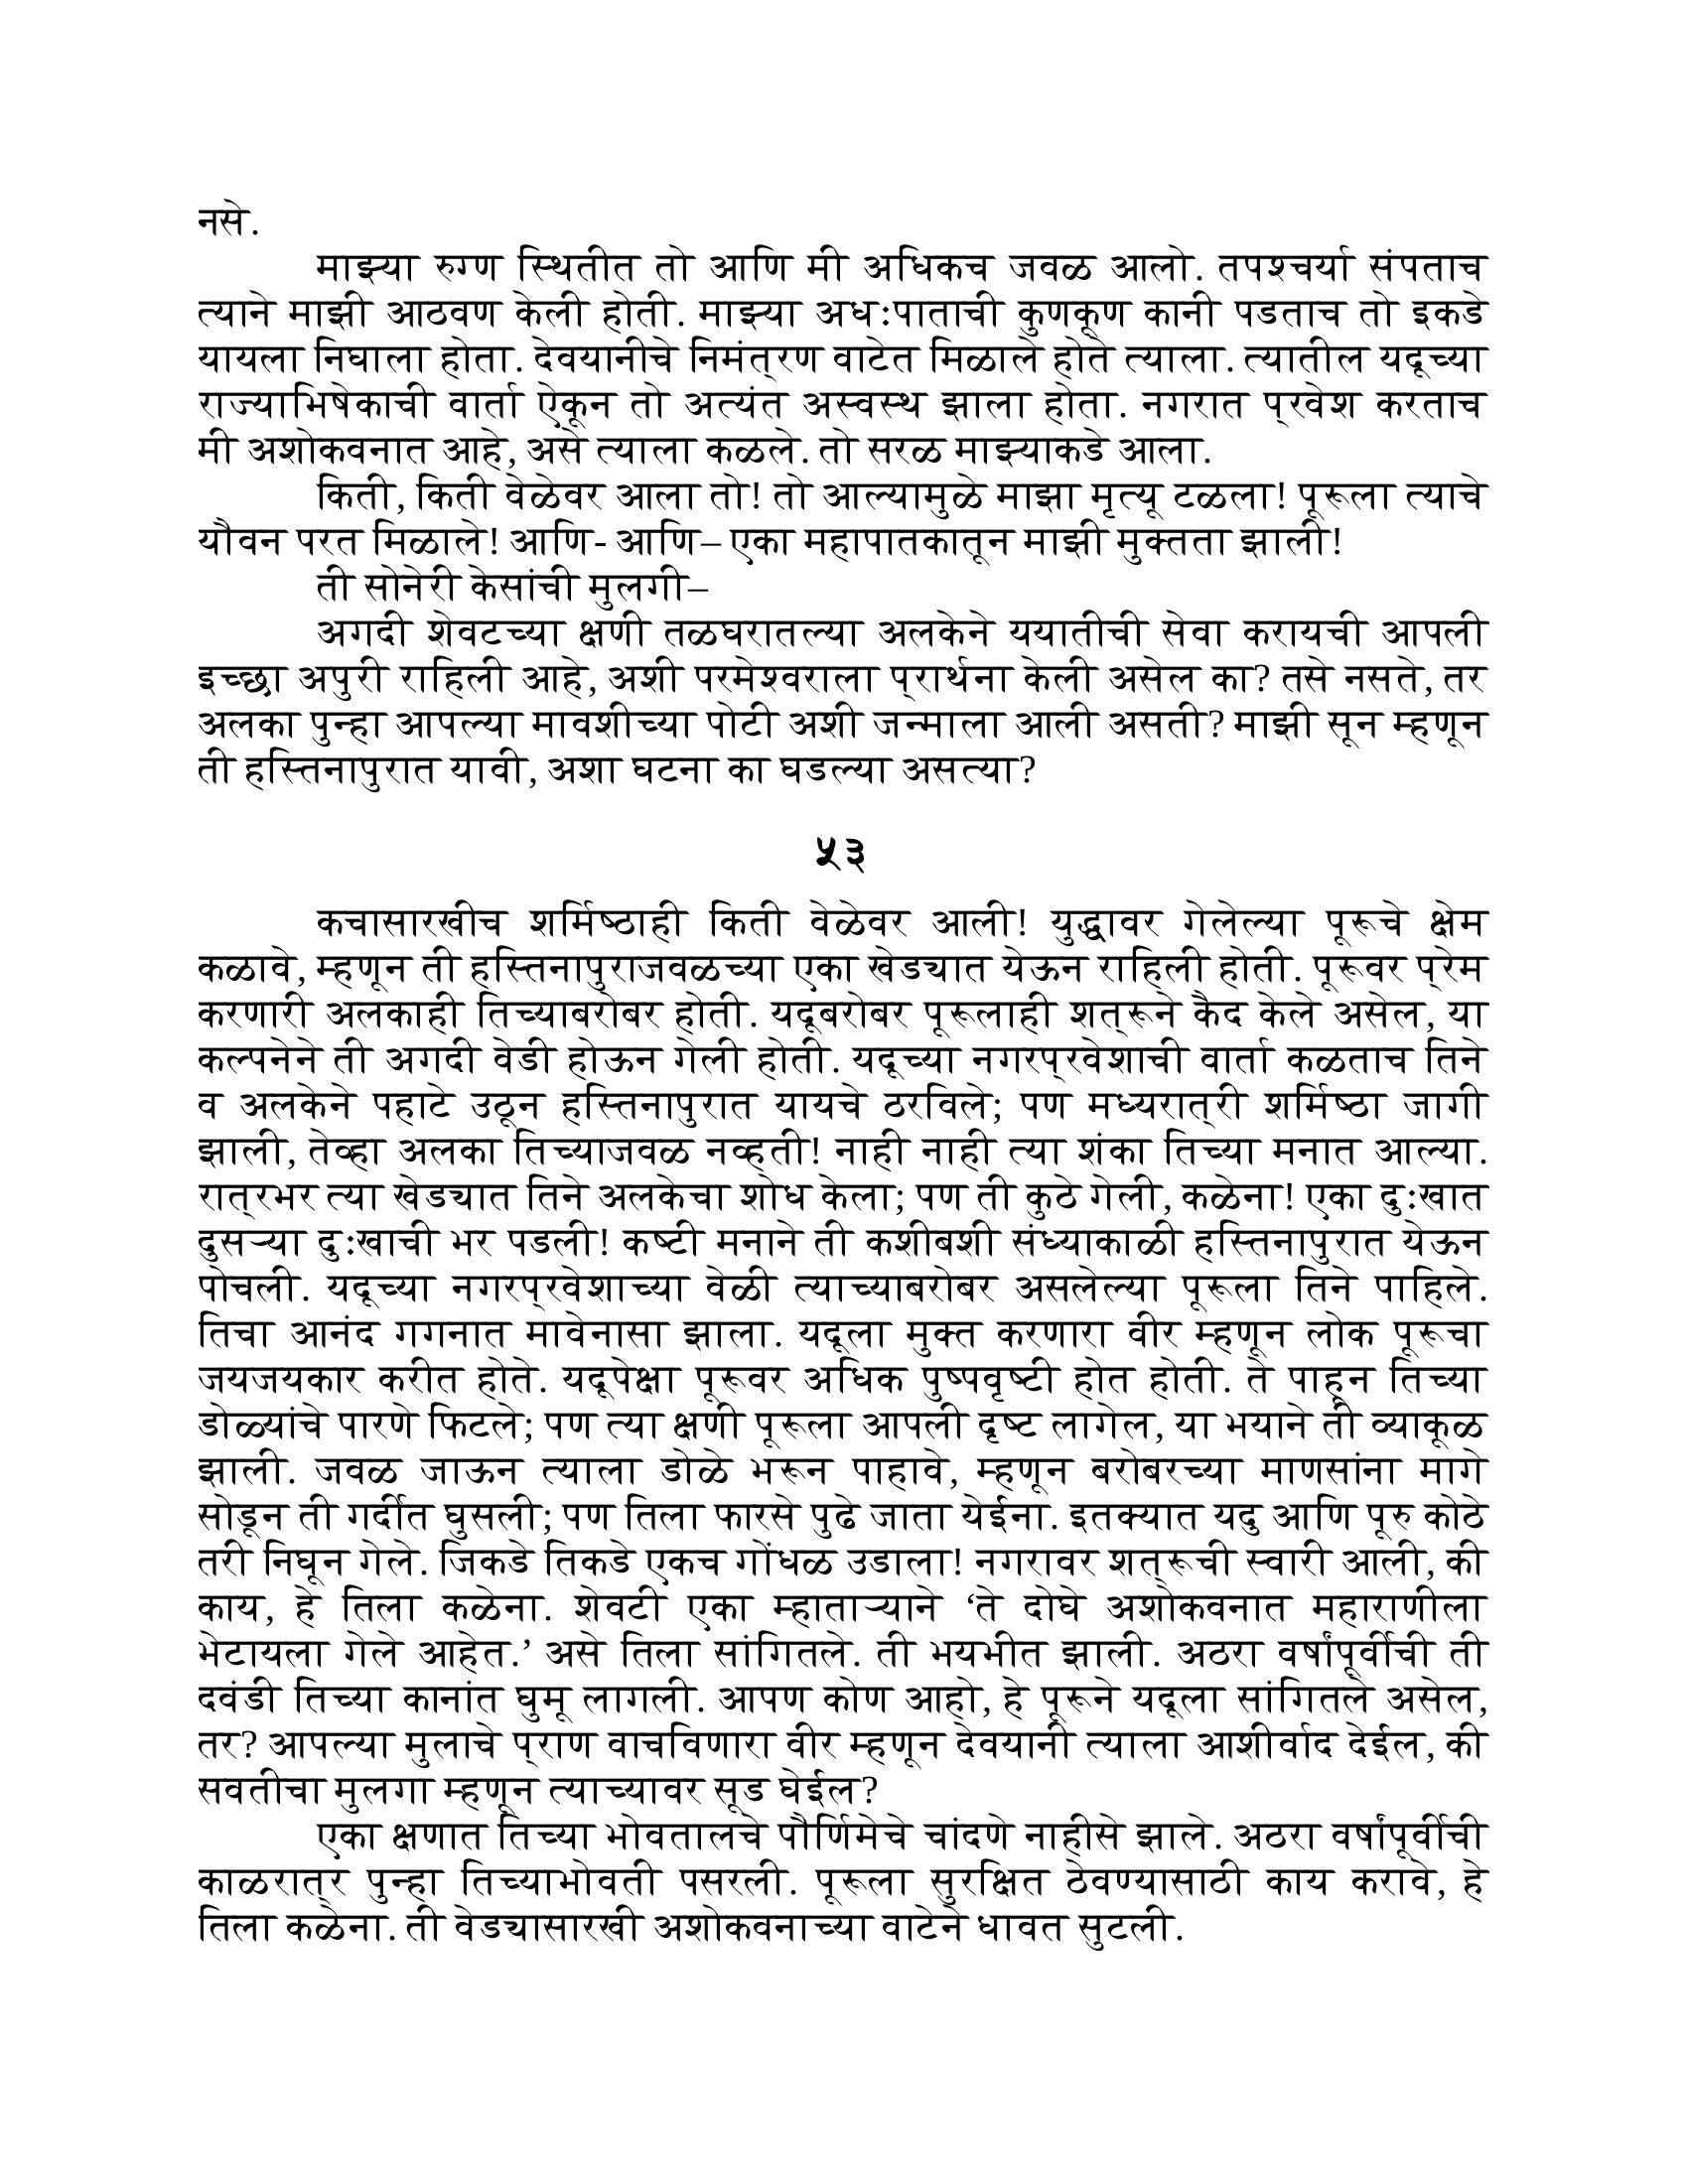 नसे.
माझ्या रुग्ण स्थितीत तो आणि मी अधिकच जवळ आलो. तपश्चर्या संपताच
त्याने माझी आठवण केली होती. माझ्या अधःपाताची कुणकूण कानी पडताच तो इकडे
यायला निघाला होता. देवयानीचे निमंत्रण वाटेत मिळाले होते त्याला. त्यातील यदूच्या
राज्याभिषेकाची वार्ता ऐकून तो अत्यंत अस्वस्थ झाला होता. नगरात प्रवेश करताच
मी अशोकवनात आहे, असे त्याला कळले. तो सरळ माझ्याकडे आला.
किती, किती वेळेवर आला तो! तो आल्यामुळे माझा मृत्यू टळला! पूरूला त्याचे
यौवन परत मिळाले! आणि- आणि– एका महापातकातून माझी मुक्तता झाली!
ती सोनेरी केसांची मुलगी–
अगदी शेवटच्या क्षणी तळघरातल्या अलकेने ययातीची सेवा करायची आपली
इच्छा अपुरी राहिली आहे, अशी परमेश्वराला प्रार्थना केली असेल का? तसे नसते, तर
अलका पुन्हा आपल्या मावशीच्या पोटी अशी जन्माला आली असती? माझी सून म्हणून
ती हस्तिनापुरात यावी, अशा घटना का घडल्या असत्या?
५३
कचासारखीच शर्मिष्ठाही किती वेळेवर आली! युद्धावर गेलेल्या पूरूचे क्षेम
कळावे, म्हणून ती हस्तिनापुराजवळच्या एका खेड्यात येऊन राहिली होती. पूरूवर प्रेम
करणारी अलकाही तिच्याबरोबर होती. यदूबरोबर पूरूलाही शत्रूने कैद केले असेल, या
कल्पनेने ती अगदी वेडी होऊन गेली होती. यदूच्या नगरप्रवेशाची वार्ता कळताच तिने
व अलकेने पहाटे उठून हस्तिनापुरात यायचे ठरविले; पण मध्यरात्री शर्मिष्ठा जागी
झाली, तेव्हा अलका तिच्याजवळ नव्हती! नाही नाही त्या शंका तिच्या मनात आल्या.
रात्रभर त्या खेड्यात तिने अलकेचा शोध केला; पण ती कुठे गेली, कळेना! एका दुःखात
दुसऱ्या दुःखाची भर पडली! कष्टी मनाने ती कशीबशी संध्याकाळी हस्तिनापुरात येऊन
पोचली. यदूच्या नगरप्रवेशाच्या वेळी त्याच्याबरोबर असलेल्या पूरूला तिने पाहिले.
तिचा आनंद गगनात मावेनासा झाला. यदूला मुक्त करणारा वीर म्हणून लोक पूरूचा
जयजयकार करीत होते. यदूपेक्षा पूरूवर अधिक पुष्पवृष्टी होत होती. ते पाहून तिच्या
डोळ्यांचे पारणे फिटले; पण त्या क्षणी पूरूला आपली दृष्ट लागेल, या भयाने ती व्याकूळ
झाली. जवळ जाऊन त्याला डोळे भरून पाहावे, म्हणून बरोबरच्या माणसांना मागे
सोडून ती गर्दीत घुसली; पण तिला फारसे पुढे जाता येईना. इतक्यात यदु आणि पूरु कोठे
तरी निघून गेले. जिकडे तिकडे एकच गोंधळ उडाला! नगरावर शत्रूची स्वारी आली, की
काय, हे तिला कळेना. शेवटी एका म्हाताऱ्याने ‘ते दोघे अशोकवनात महाराणीला
भेटायला गेले आहेत.’ असे तिला सांगितले. ती भयभीत झाली. अठरा वर्षांपूर्वीची ती
दवंडी तिच्या कानांत घुमू लागली. आपण कोण आहो, हे पूरूने यदूला सांगितले असेल,
तर? आपल्या मुलाचे प्राण वाचविणारा वीर म्हणून देवयानी त्याला आशीर्वाद देईल, की
सवतीचा मुलगा म्हणून त्याच्यावर सूड घेईल?
एका क्षणात तिच्या भोवतालचे पौर्णिमेचे चांदणे नाहीसे झाले. अठरा वर्षांपूर्वीची
काळरात्र पुन्हा तिच्याभोवती पसरली. पूरूला सुरक्षित ठेवण्यासाठी काय करावे, हे
तिला कळेना. ती वेड्यासारखी अशोकवनाच्या वाटेने धावत सुटली.